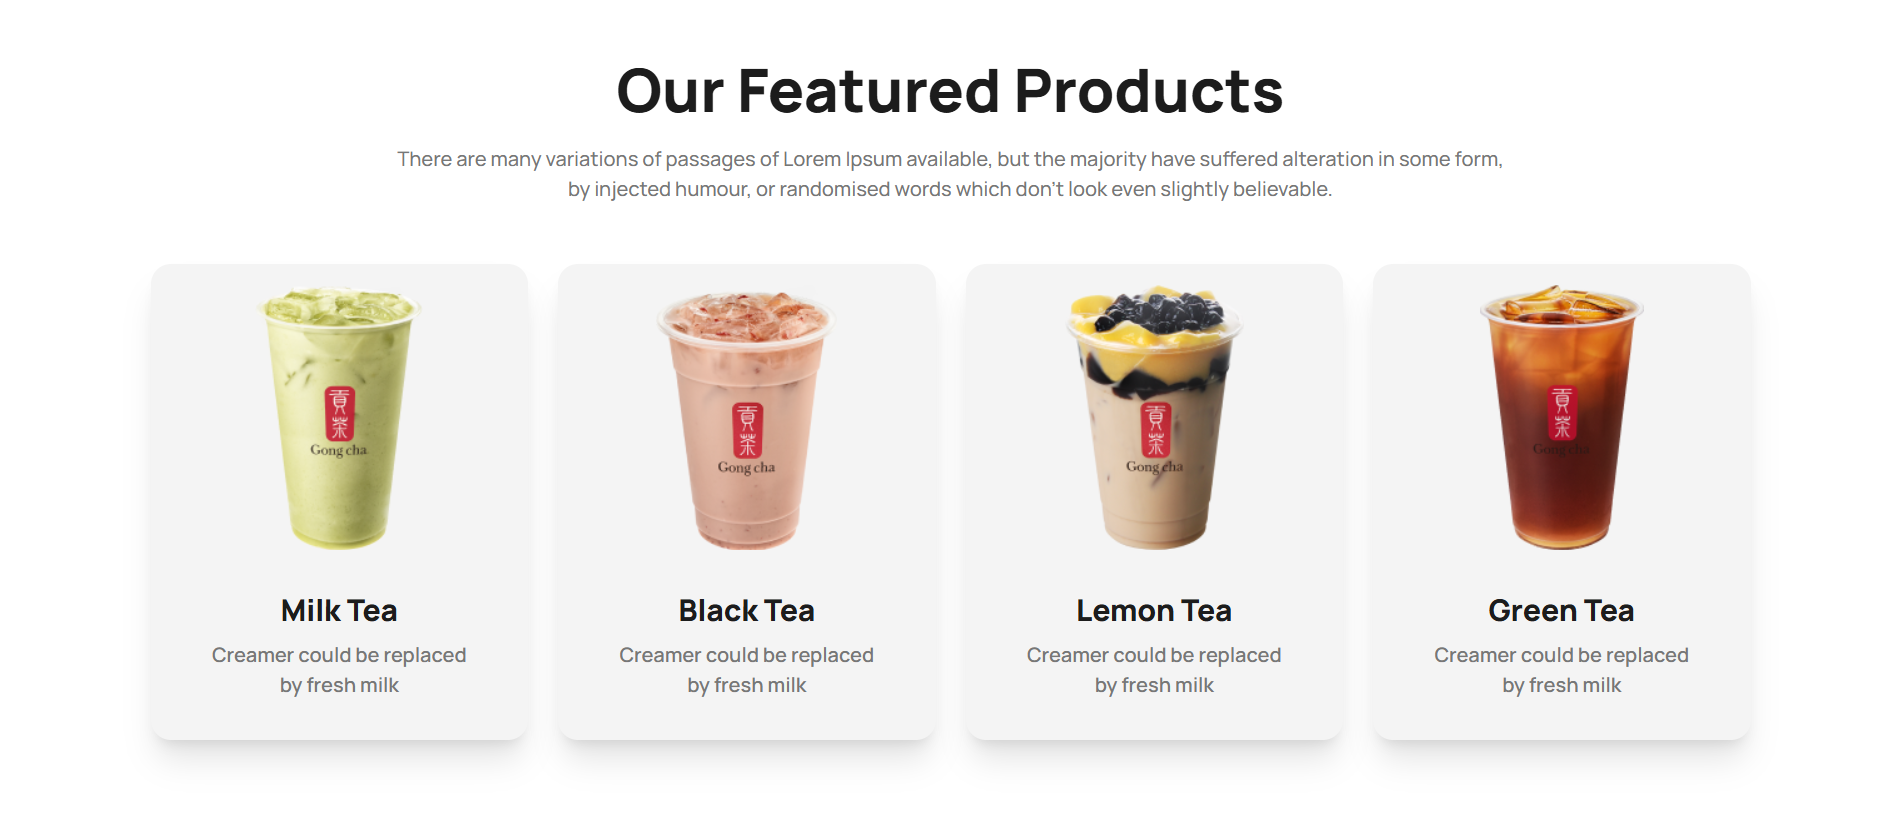 Our Featured Products
There are many variations of passages of Lorem Ipsum available, but the majority have suffered alteration in some form,
by injected humour, or randomised words which don't look even slightly believable.
貢
茶
Gong cha
貢
茶
Gong cha
貢
茶
Gong cha
貢
茶
Gong cha
Milk Tea
Creamer could be replaced
by fresh milk
Black Tea
Creamer could be replaced
by fresh milk
Lemon Tea
Creamer could be replaced
by fresh milk
Green Tea
Creamer could be replaced
by fresh milk